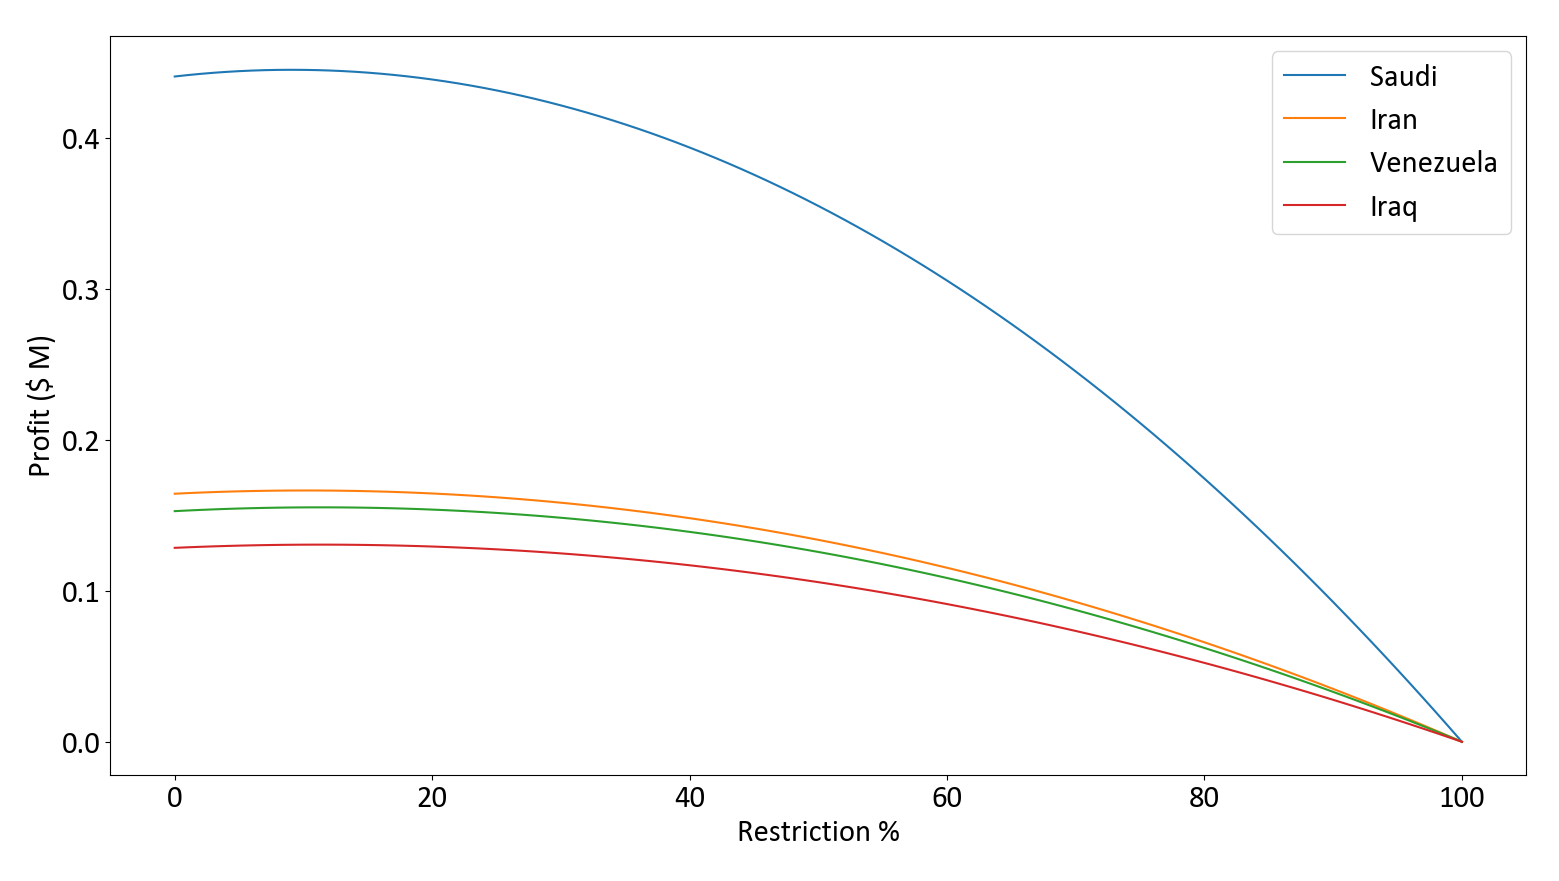 Saudi
Iran
Venezuela
Iraq
Profit ($ M)
0.4
0.3
0.2
0.1
0.0
0 20 40 60 80 100
Restriction %